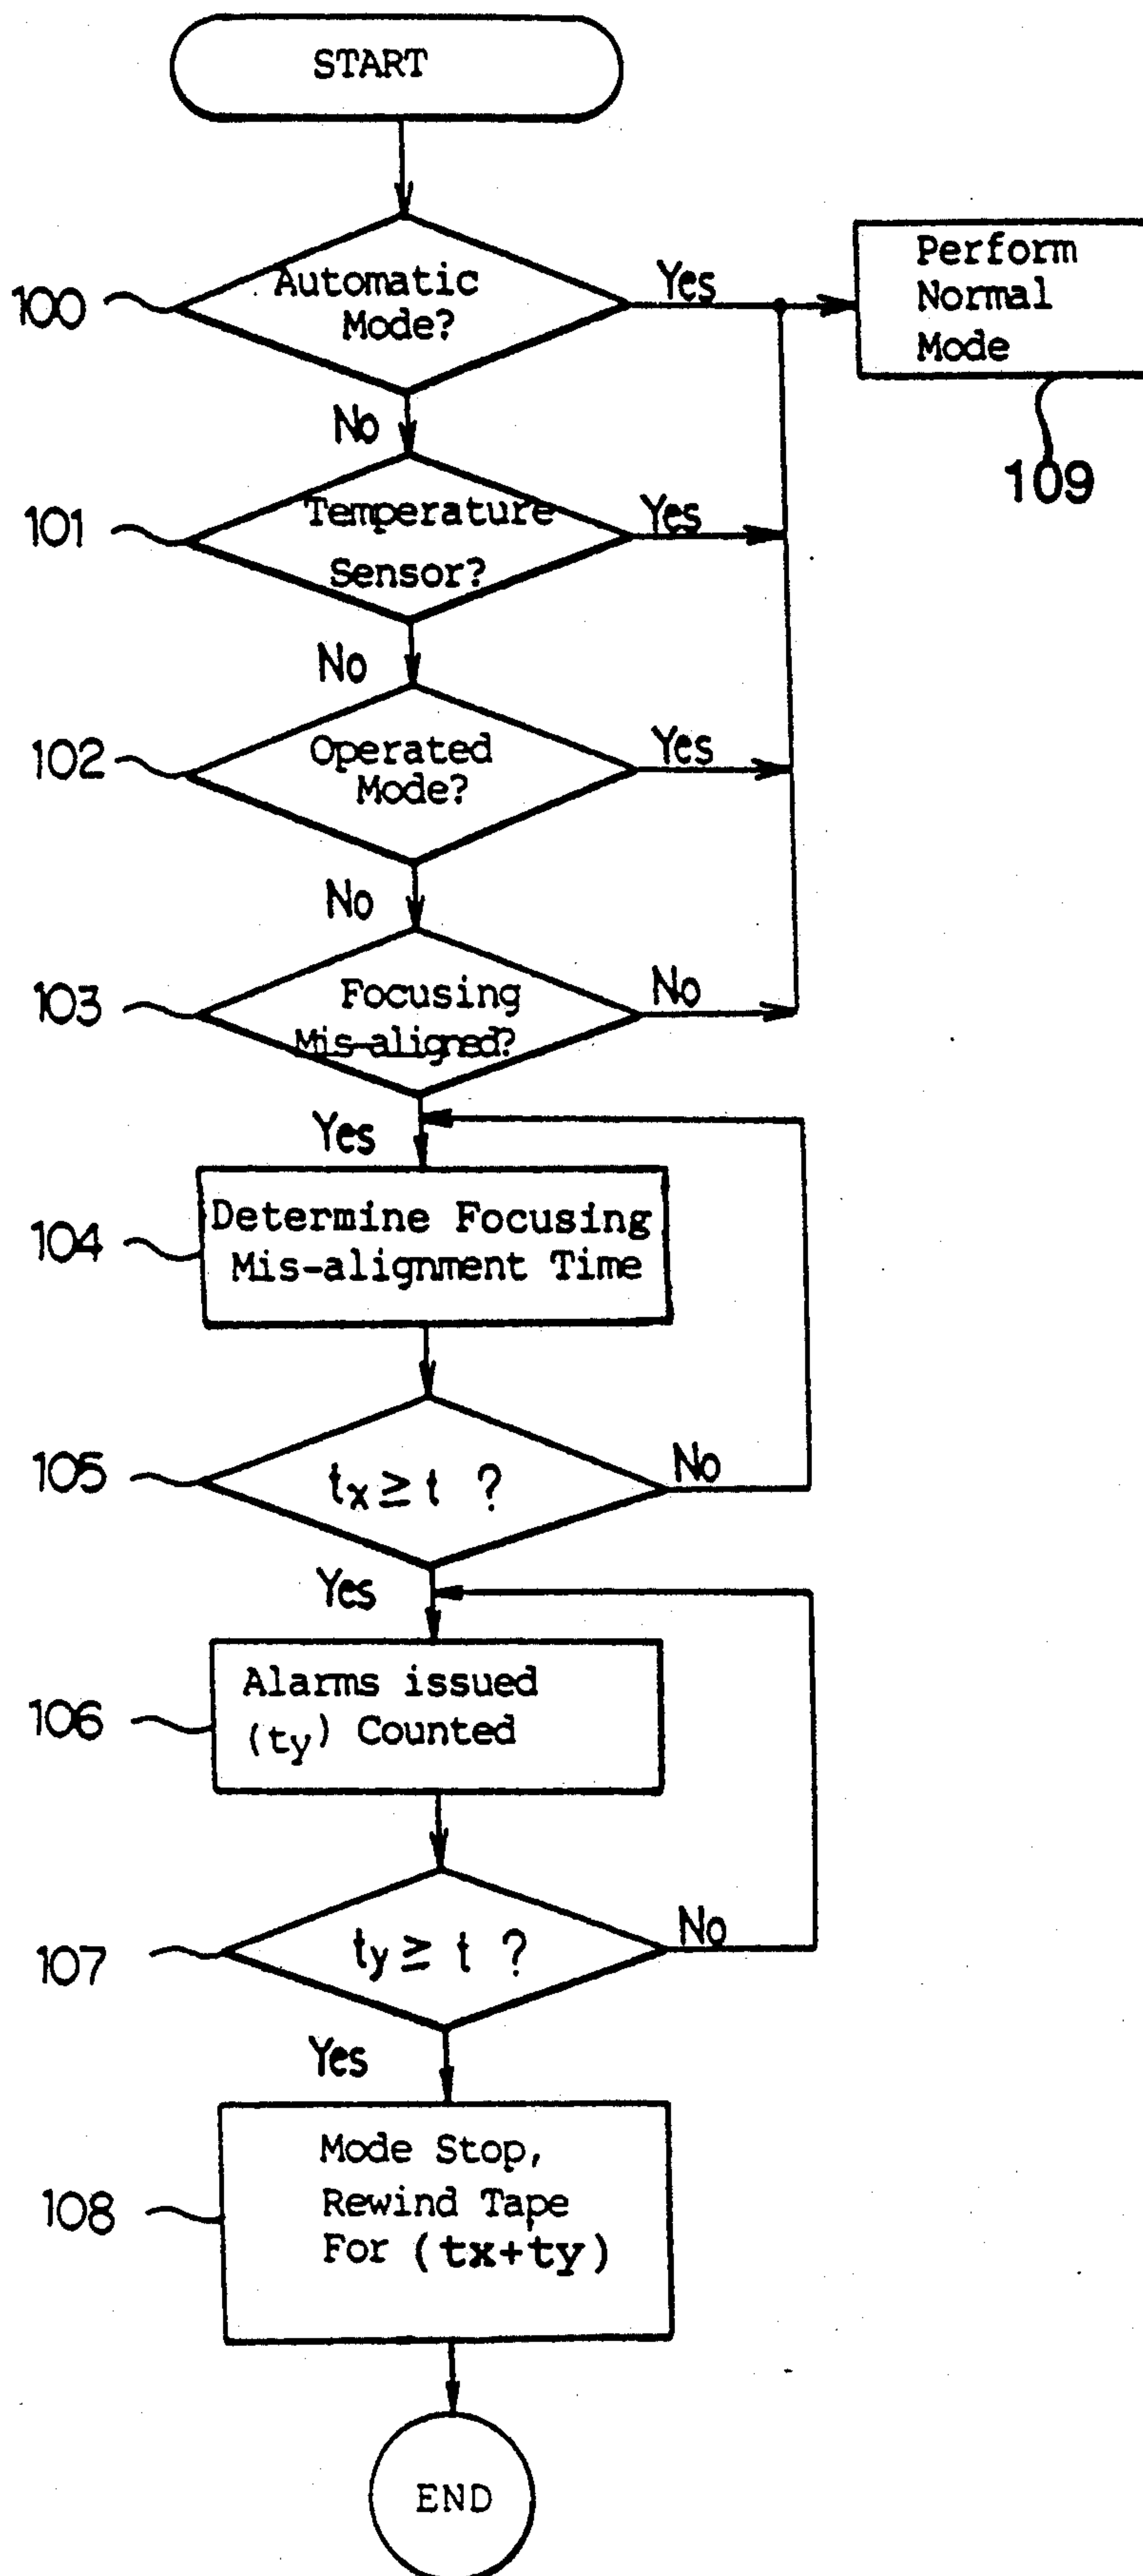 START
100
Automatic
Mode?
Yes
Perform
Normal
Mode
109
No
101
Temperature
Sensor?
Yes
No
102
Operated
Mode?
Yes
No
103
Focusing
Mis-aligned?
No
Yes
104
Determine Focusing
Mis-alignment Time
105
tx ≥ t ?
No
Yes
106
Alarms issued
(ty) Counted
107
ty ≥ t ?
No
Yes
108
Mode Stop,
Rewind Tape
For (tx+ty)
END